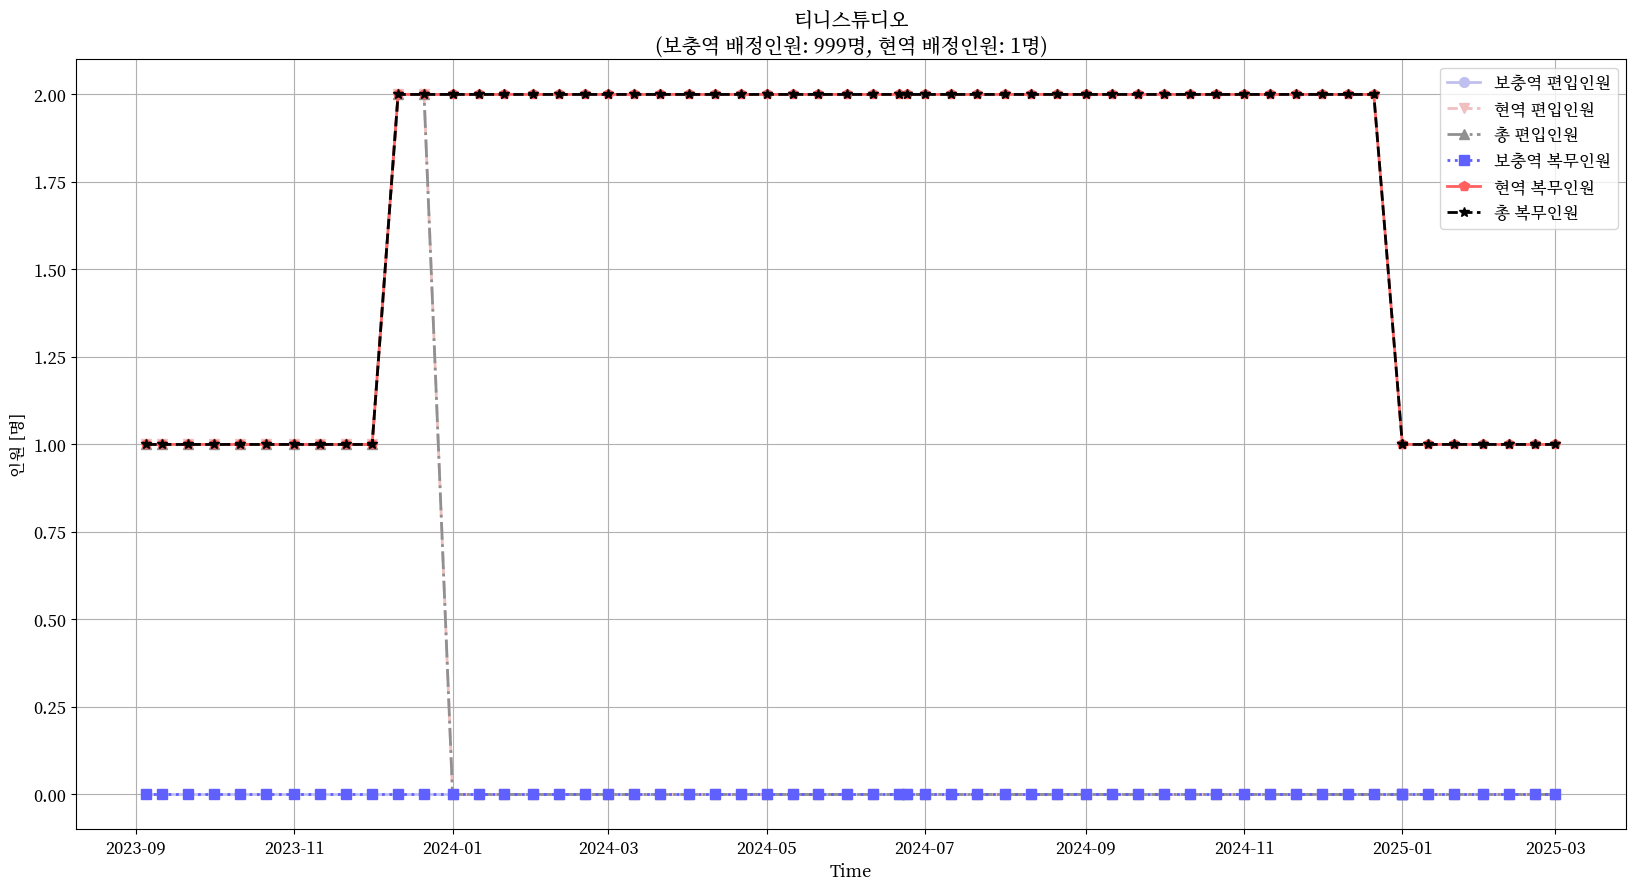 티니스튜디오
(보충역 배정인원: 999명, 현역 배정인원: 1명)
보충역 편입인원
현역 편입인원
총 편입인원
보충역 복무인원
현역 복무인원
총 복무인원
인원 [명]
2.00
1.75
1.50
1.25
1.00
0.75
0.50
0.25
0.00
2023-09
2023-11
2024-01
2024-03
2024-05
2024-07
2024-09
2024-11
2025-01
2025-03
Time